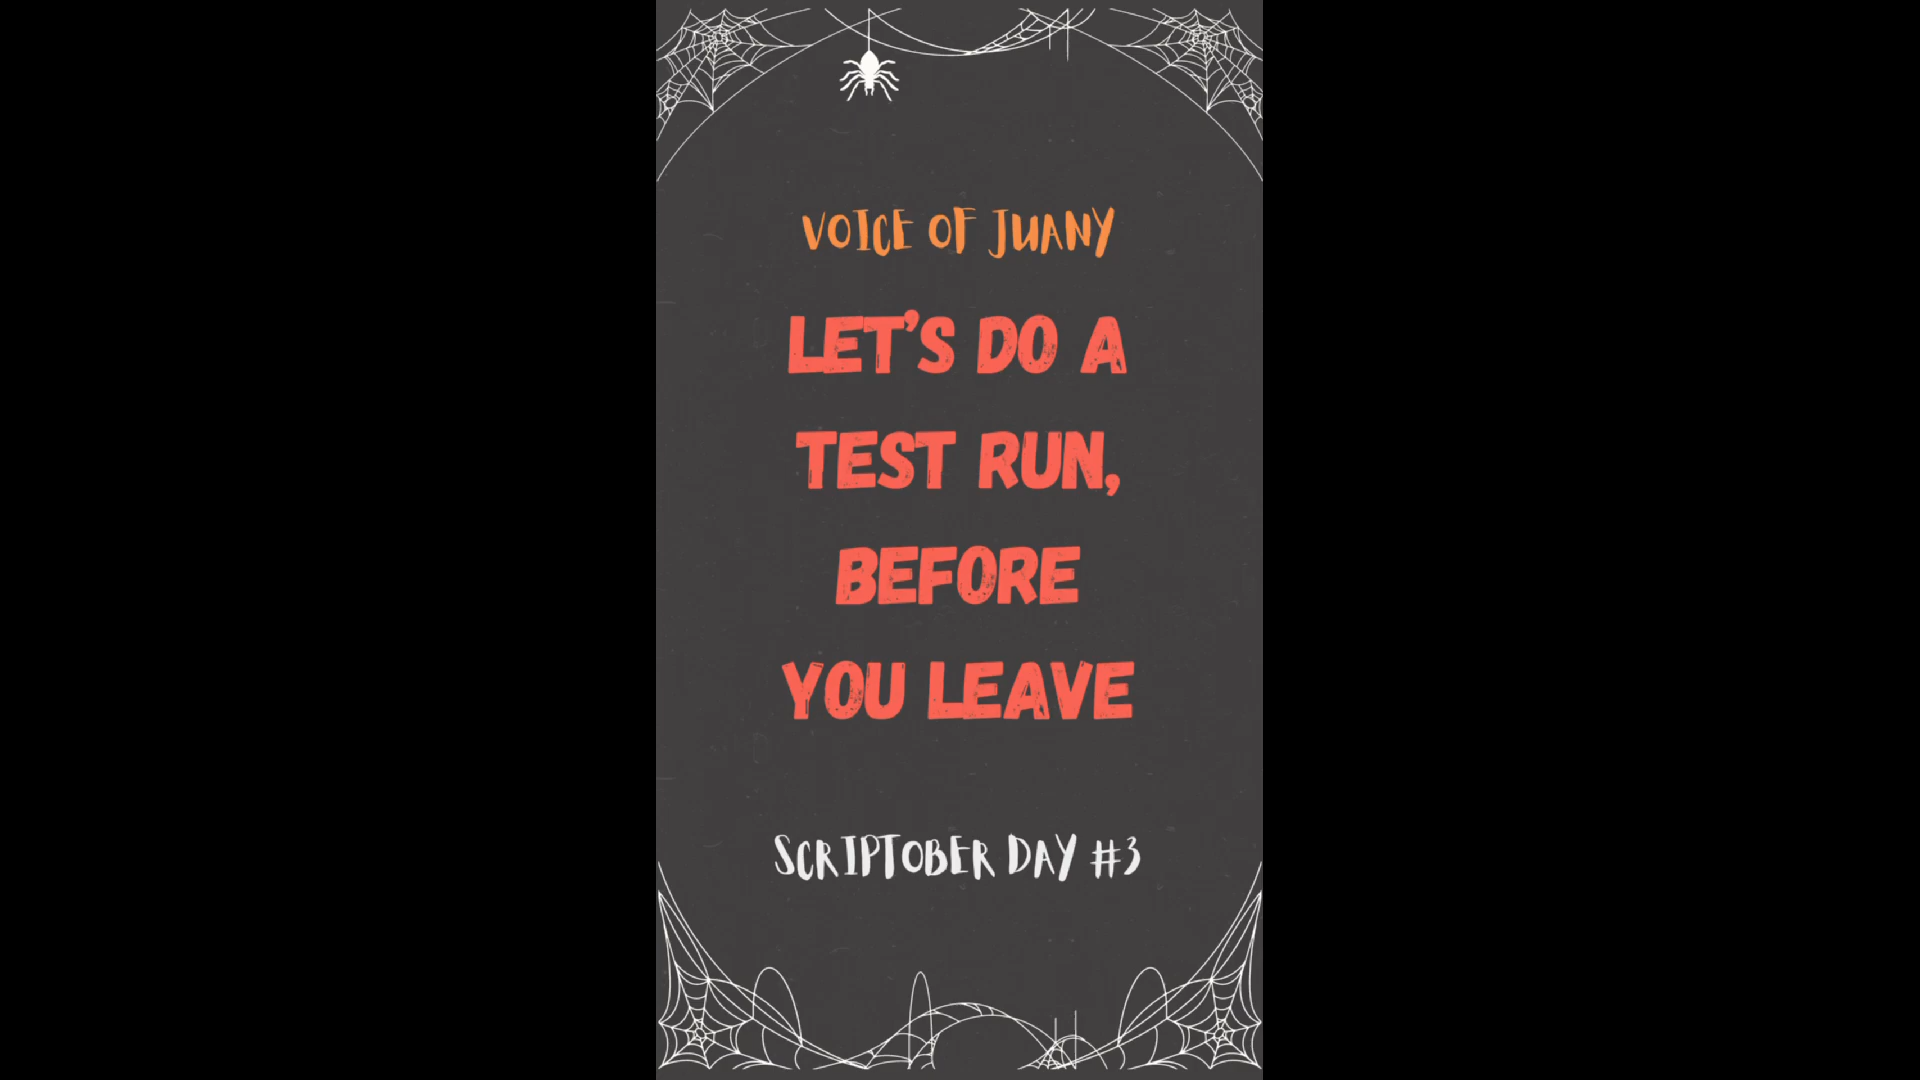 VOICE OF JUANY
LET'S DO A
TEST RUN,
BEFORE
YOU LEAVE
SCRIPTOBER DAY #3